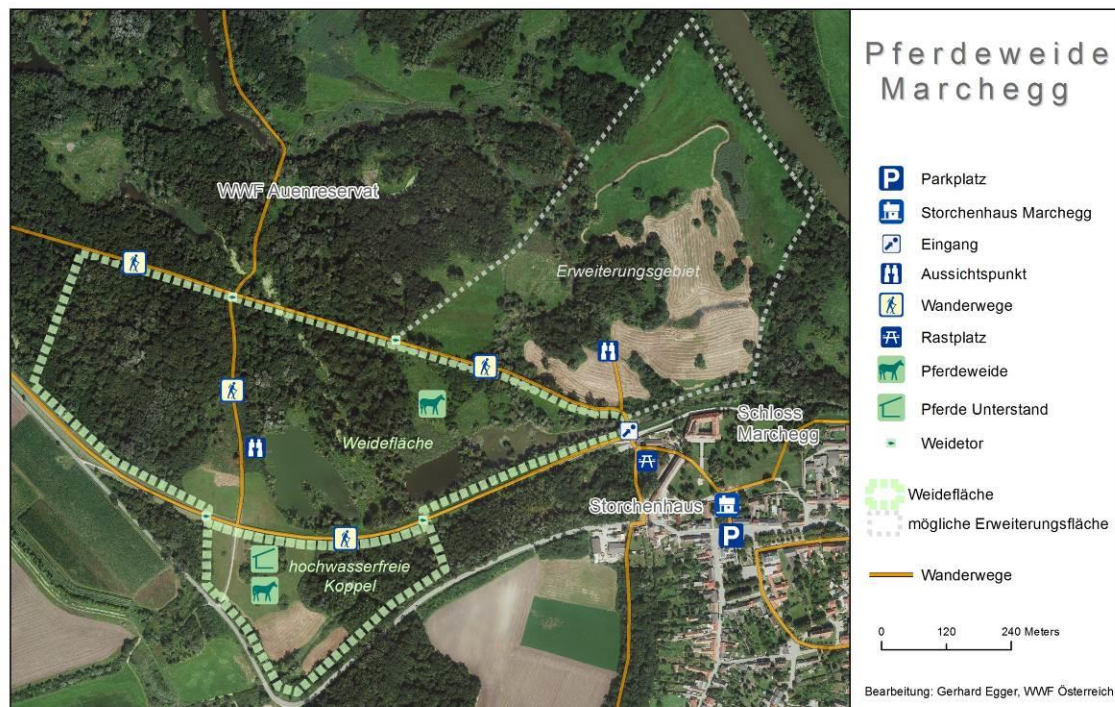 Pferdeweide
Marchegg
WWF Auenreservat
Erweiterungsgebiet
Weidefläche
Schloss
Marchegg
Storchenhaus
P
hochwasserfreie
Koppel
P
Parkplatz
Storchenhaus Marchegg
Eingang
Aussichtspunkt
Wanderwege
Rastplatz
Pferdeweide
Pferde Unterstand
Weidetor
Weidefläche
mögliche Erweiterungsfläche
Wanderwege
0 120 240 Meters
Bearbeitung: Gerhard Egger, WWF Österreich